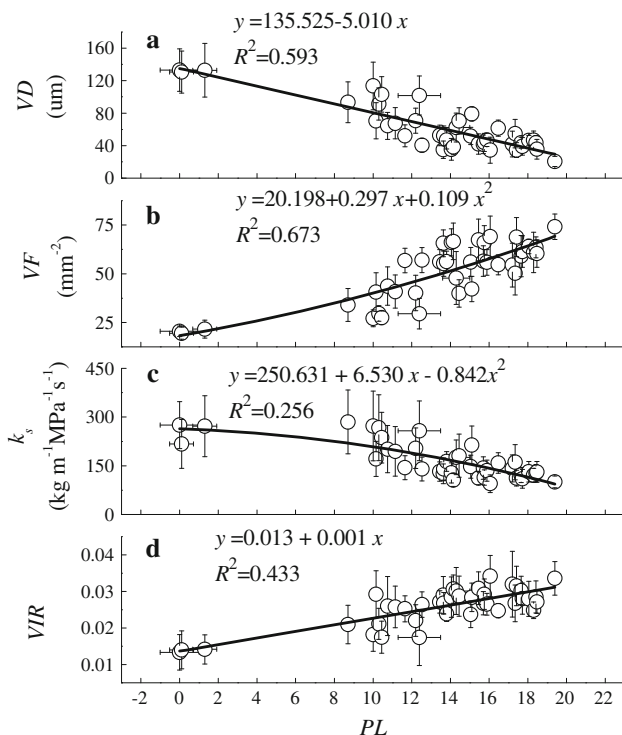 y=135.525-5.010 x
a
R²=0.593
160
120
80
40
0
VD
(um)
y=20.198+0.297 x+0.109 x²
b
R²=0.673
75
50
25
VF
(mm⁻²)
c
y=250.631 + 6.530 x - 0.842x²
R²=0.256
450
300
150
0
kₛ
(kg m⁻¹MPa⁻¹s⁻¹)
d
y=0.013 + 0.001 x
R²=0.433
0.04
0.03
0.02
0.01
VIR
-2 0 2 4 6 8 10 12 14 16 18 20 22
PL